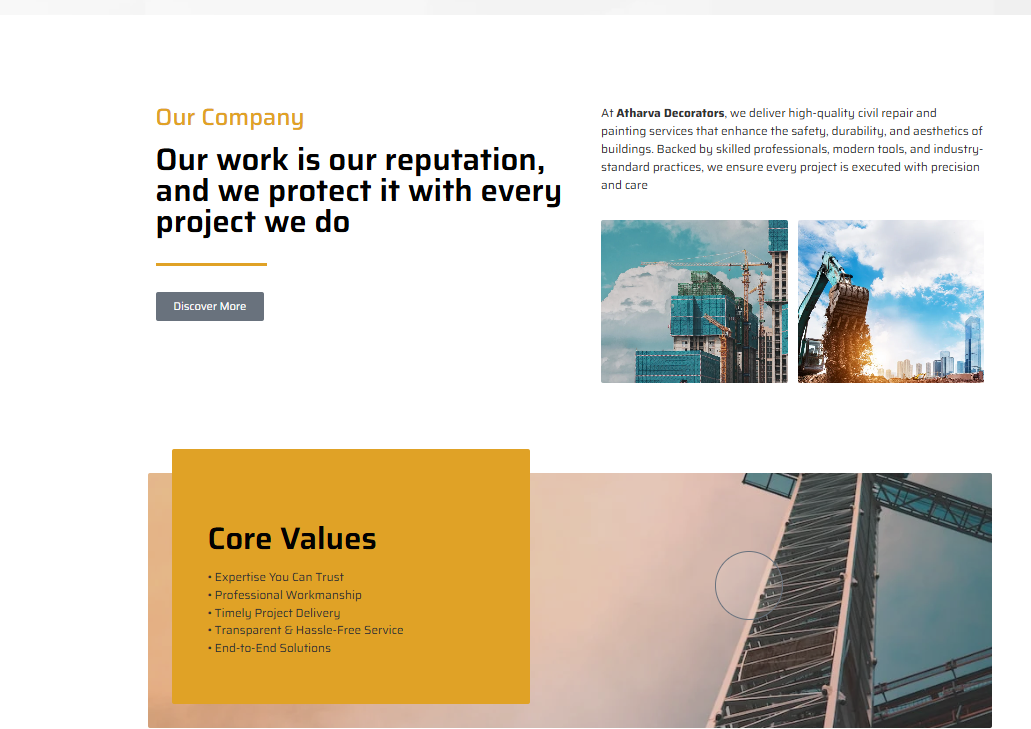 Our Company
Our work is our reputation,
and we protect it with every
project we do
Discover More
At Atharva Decorators, we deliver high-quality civil repair and
painting services that enhance the safety, durability, and aesthetics of
buildings. Backed by skilled professionals, modern tools, and industry-
standard practices, we ensure every project is executed with precision
and care
Core Values
• Expertise You Can Trust
• Professional Workmanship
• Timely Project Delivery
• Transparent & Hassle-Free Service
• End-to-End Solutions